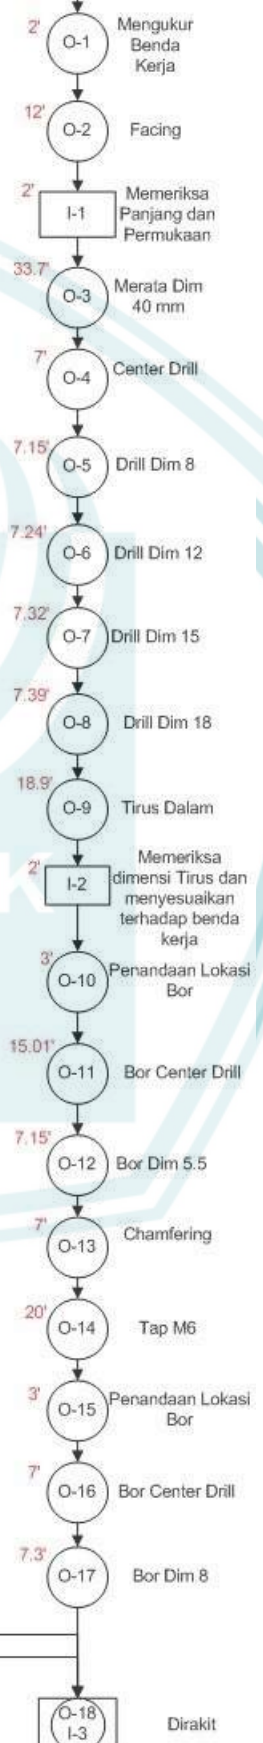 2'
O-1
Mengukur
Benda
Kerja
12'
O-2
Facing
2'
I-1
Memeriksa
Panjang dan
Permukaan
33.7'
O-3
Merata Dim
40 mm
7'
O-4
Center Drill
7.15'
O-5
Drill Dim 8
7.24'
O-6
Drill Dim 12
7.32'
O-7
Drill Dim 15
7.39'
O-8
Drill Dim 18
18.9'
O-9
Tirus Dalam
2'
I-2
Memeriksa
dimensi Tirus dan
menyesuaikan
terhadap benda
kerja
3'
O-10
Penandaan Lokasi
Bor
15.01'
O-11
Bor Center Drill
7.15'
O-12
Bor Dim 5.5
7'
O-13
Chamfering
20'
O-14
Tap M6
3'
O-15
Penandaan Lokasi
Bor
7'
O-16
Bor Center Drill
7.3'
O-17
Bor Dim 8
O-18
I-3
Dirakit
K